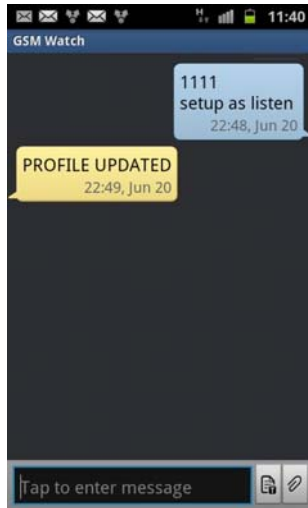 11:40
GSM Watch
1111
setup as listen
22:48, Jun 20
PROFILE UPDATED
22:49, Jun 20
Tap to enter message